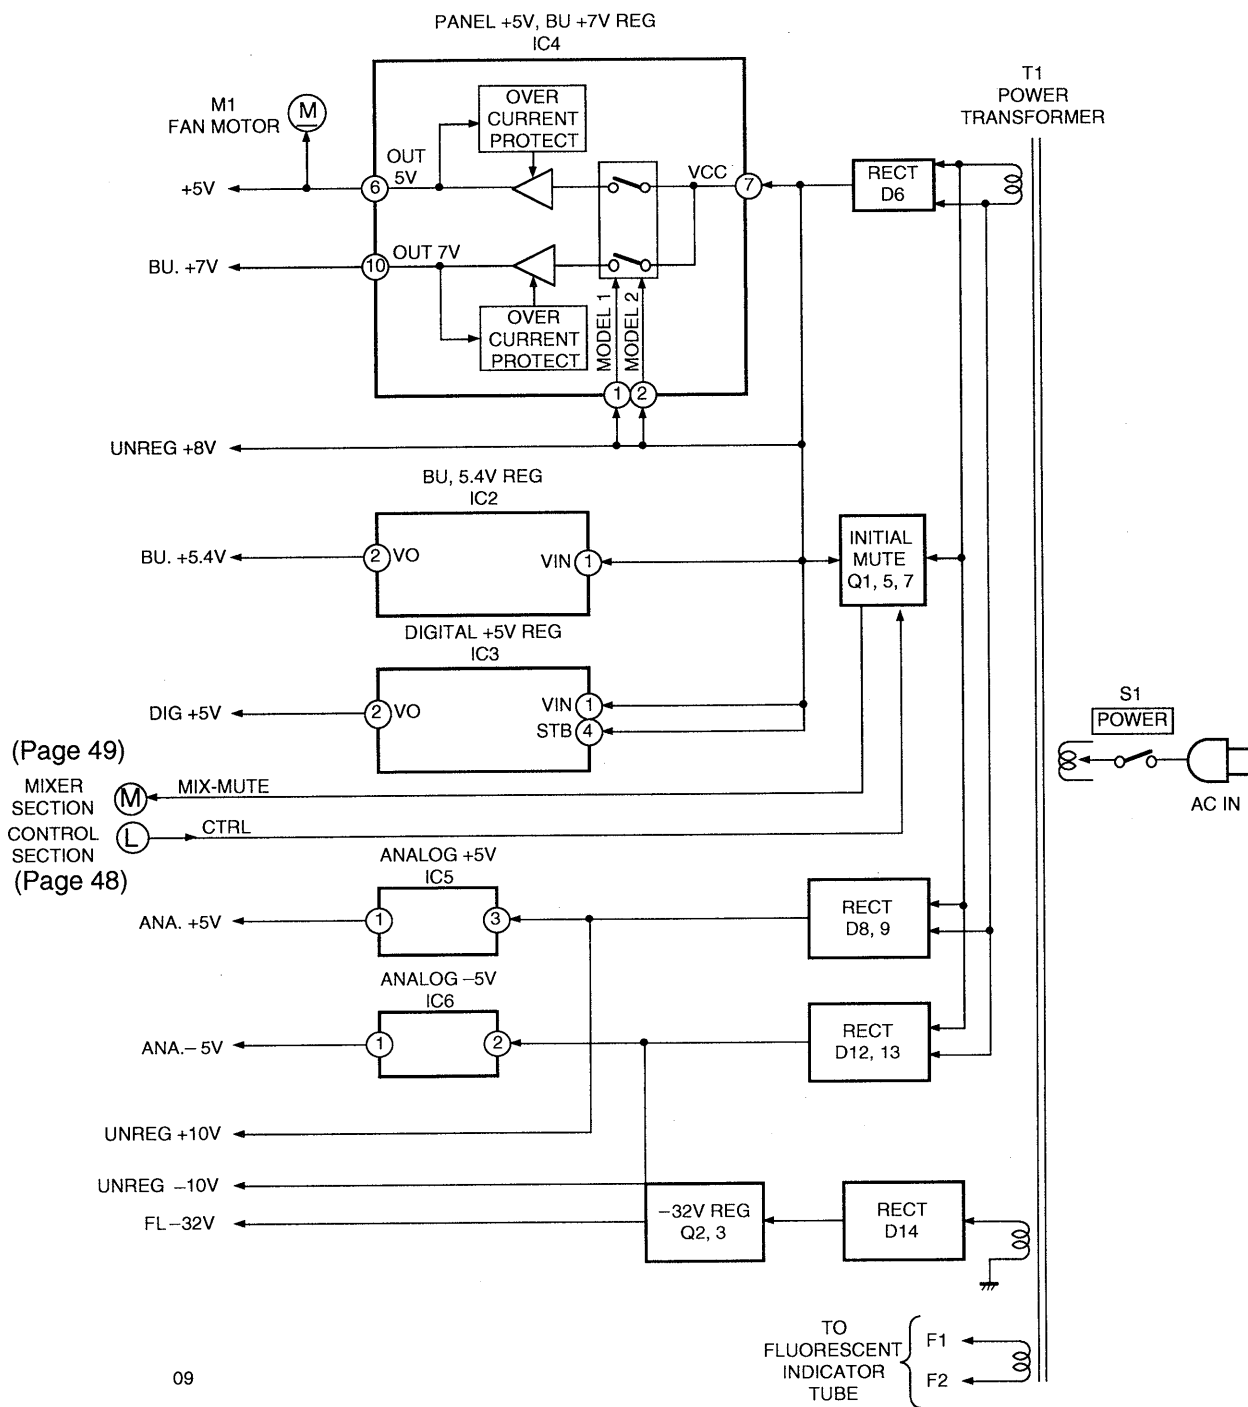 PANEL +5V, BU +7V REG
IC4
T1
POWER
TRANSFORMER
M1
FAN MOTOR
M
OVER
CURRENT
PROTECT
OUT
5V
VCC
+5V
6
7
RECT
D6
BU. +7V
10
OUT 7V
OVER
CURRENT
PROTECT
MODEL 1
MODEL 2
1
2
UNREG +8V
BU, 5.4V REG
IC2
BU. +5.4V
2
VO
VIN
1
INITIAL
MUTE
Q1, 5, 7
DIGITAL +5V REG
IC3
DIG +5V
2
VO
VIN
1
STB
4
S1
POWER
AC IN
(Page 49)
MIXER
SECTION
M
MIX-MUTE
CONTROL
SECTION
L
CTRL
(Page 48)
ANALOG +5V
IC5
ANA. +5V
1
3
RECT
D8, 9
ANALOG –5V
IC6
ANA.– 5V
1
2
RECT
D12, 13
UNREG +10V
UNREG –10V
FL–32V
–32V REG
Q2, 3
RECT
D14
TO
FLUORESCENT
INDICATOR
TUBE
F1
F2
09